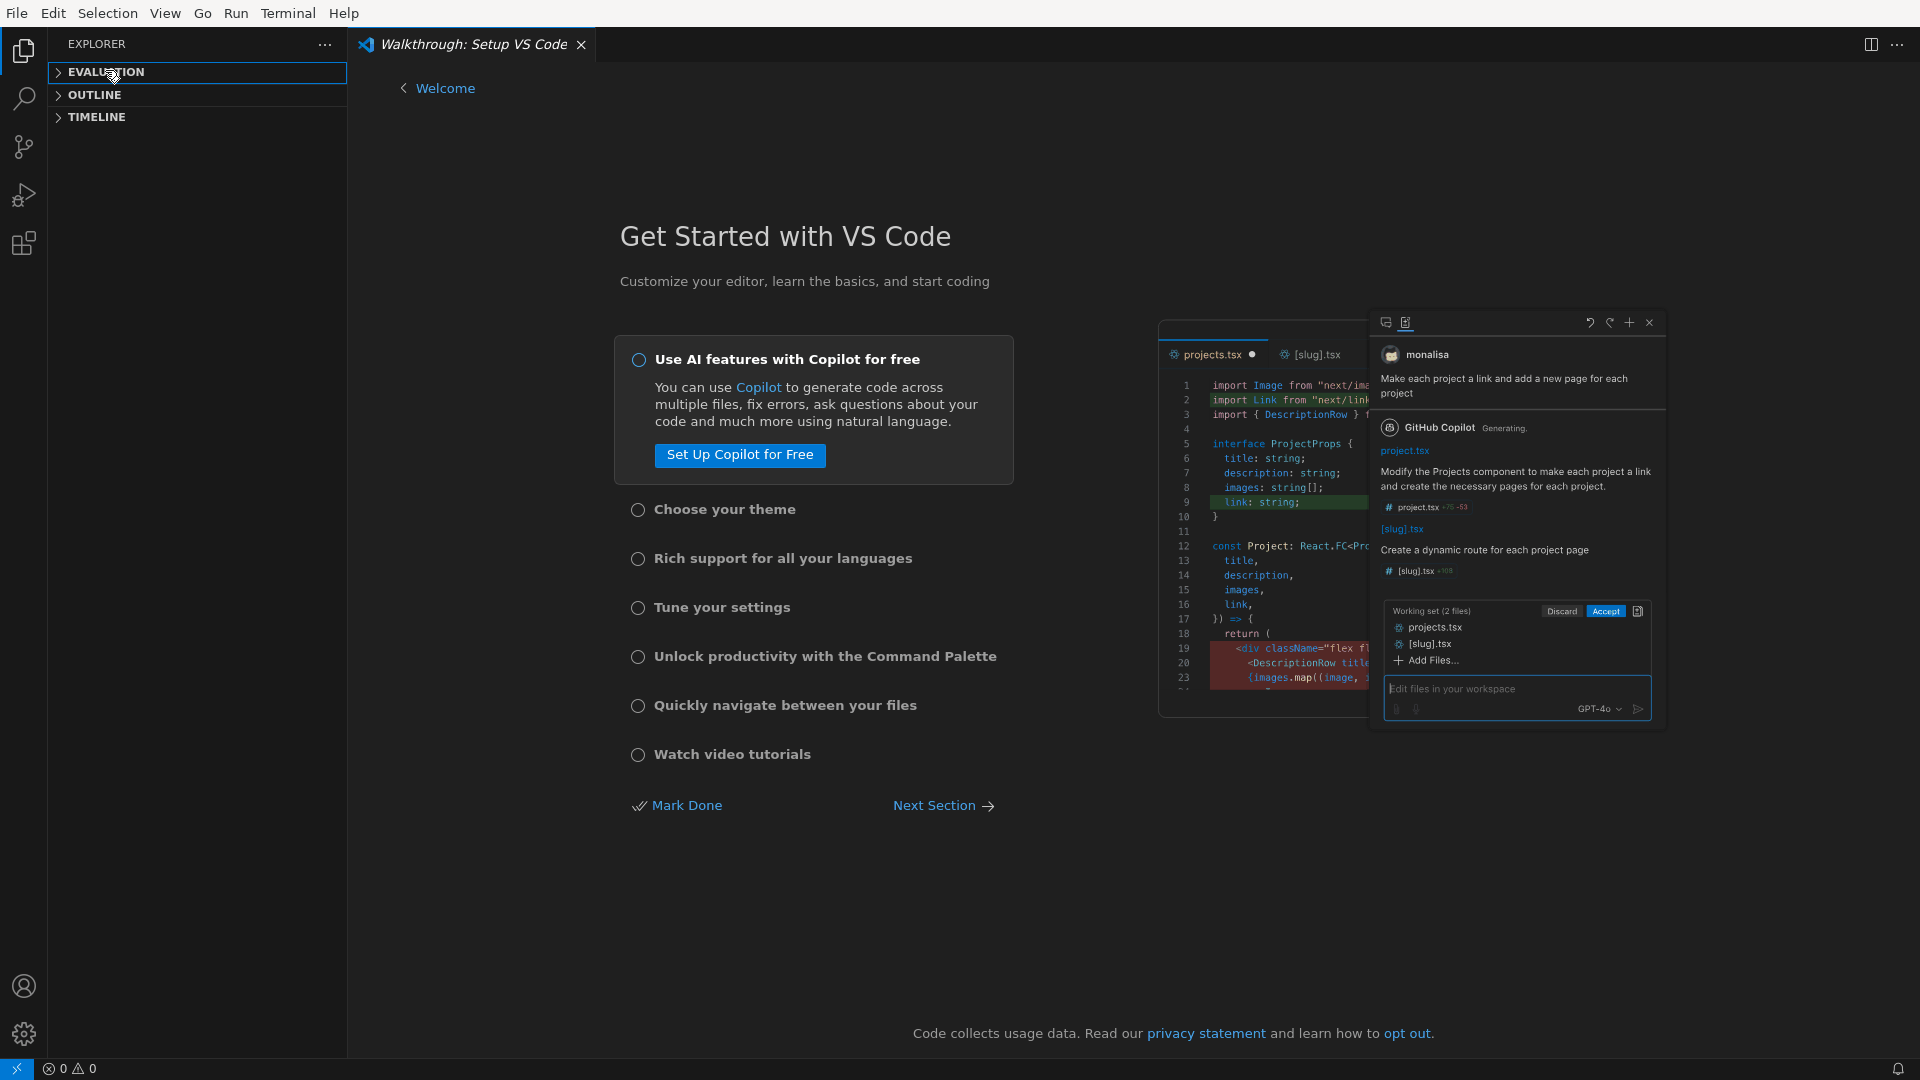 File Edit Selection View Go Run Terminal Help
EXPLORER
EVALUATION
OUTLINE
TIMELINE
Walkthrough: Setup VS Code
Welcome
Get Started with VS Code
Customize your editor, learn the basics, and start coding
Use AI features with Copilot for free
You can use Copilot to generate code across
multiple files, fix errors, ask questions about your
code and much more using natural language.
Set Up Copilot for Free
Choose your theme
Rich support for all your languages
Tune your settings
Unlock productivity with the Command Palette
Quickly navigate between your files
Watch video tutorials
Mark Done
Next Section
projects.tsx [slug].tsx
1 import Image from "next/ima
2 import Link from "next/link
3 import { DescriptionRow } f
4
5 interface ProjectProps {
6 title: string;
7 description: string;
8 images: string[];
9 link: string;
10 }
11
12 const Project: React.FC<Pro
13 title,
14 description,
15 images,
16 link,
17 }) => {
18 return (
19 <div className="flex fl
20 <DescriptionRow title
23 {images.map((image, i
monalisa
Make each project a link and add a new page for each
project
GitHub Copilot Generating.
project.tsx
Modify the Projects component to make each project a link
and create the necessary pages for each project.
# project.tsx +75 -53
[slug].tsx
Create a dynamic route for each project page
# [slug].tsx +108
Working set (2 files) Discard Accept
projects.tsx
[slug].tsx
Add Files...
Edit files in your workspace
GPT-4o
Code collects usage data. Read our privacy statement and learn how to opt out.
0 0